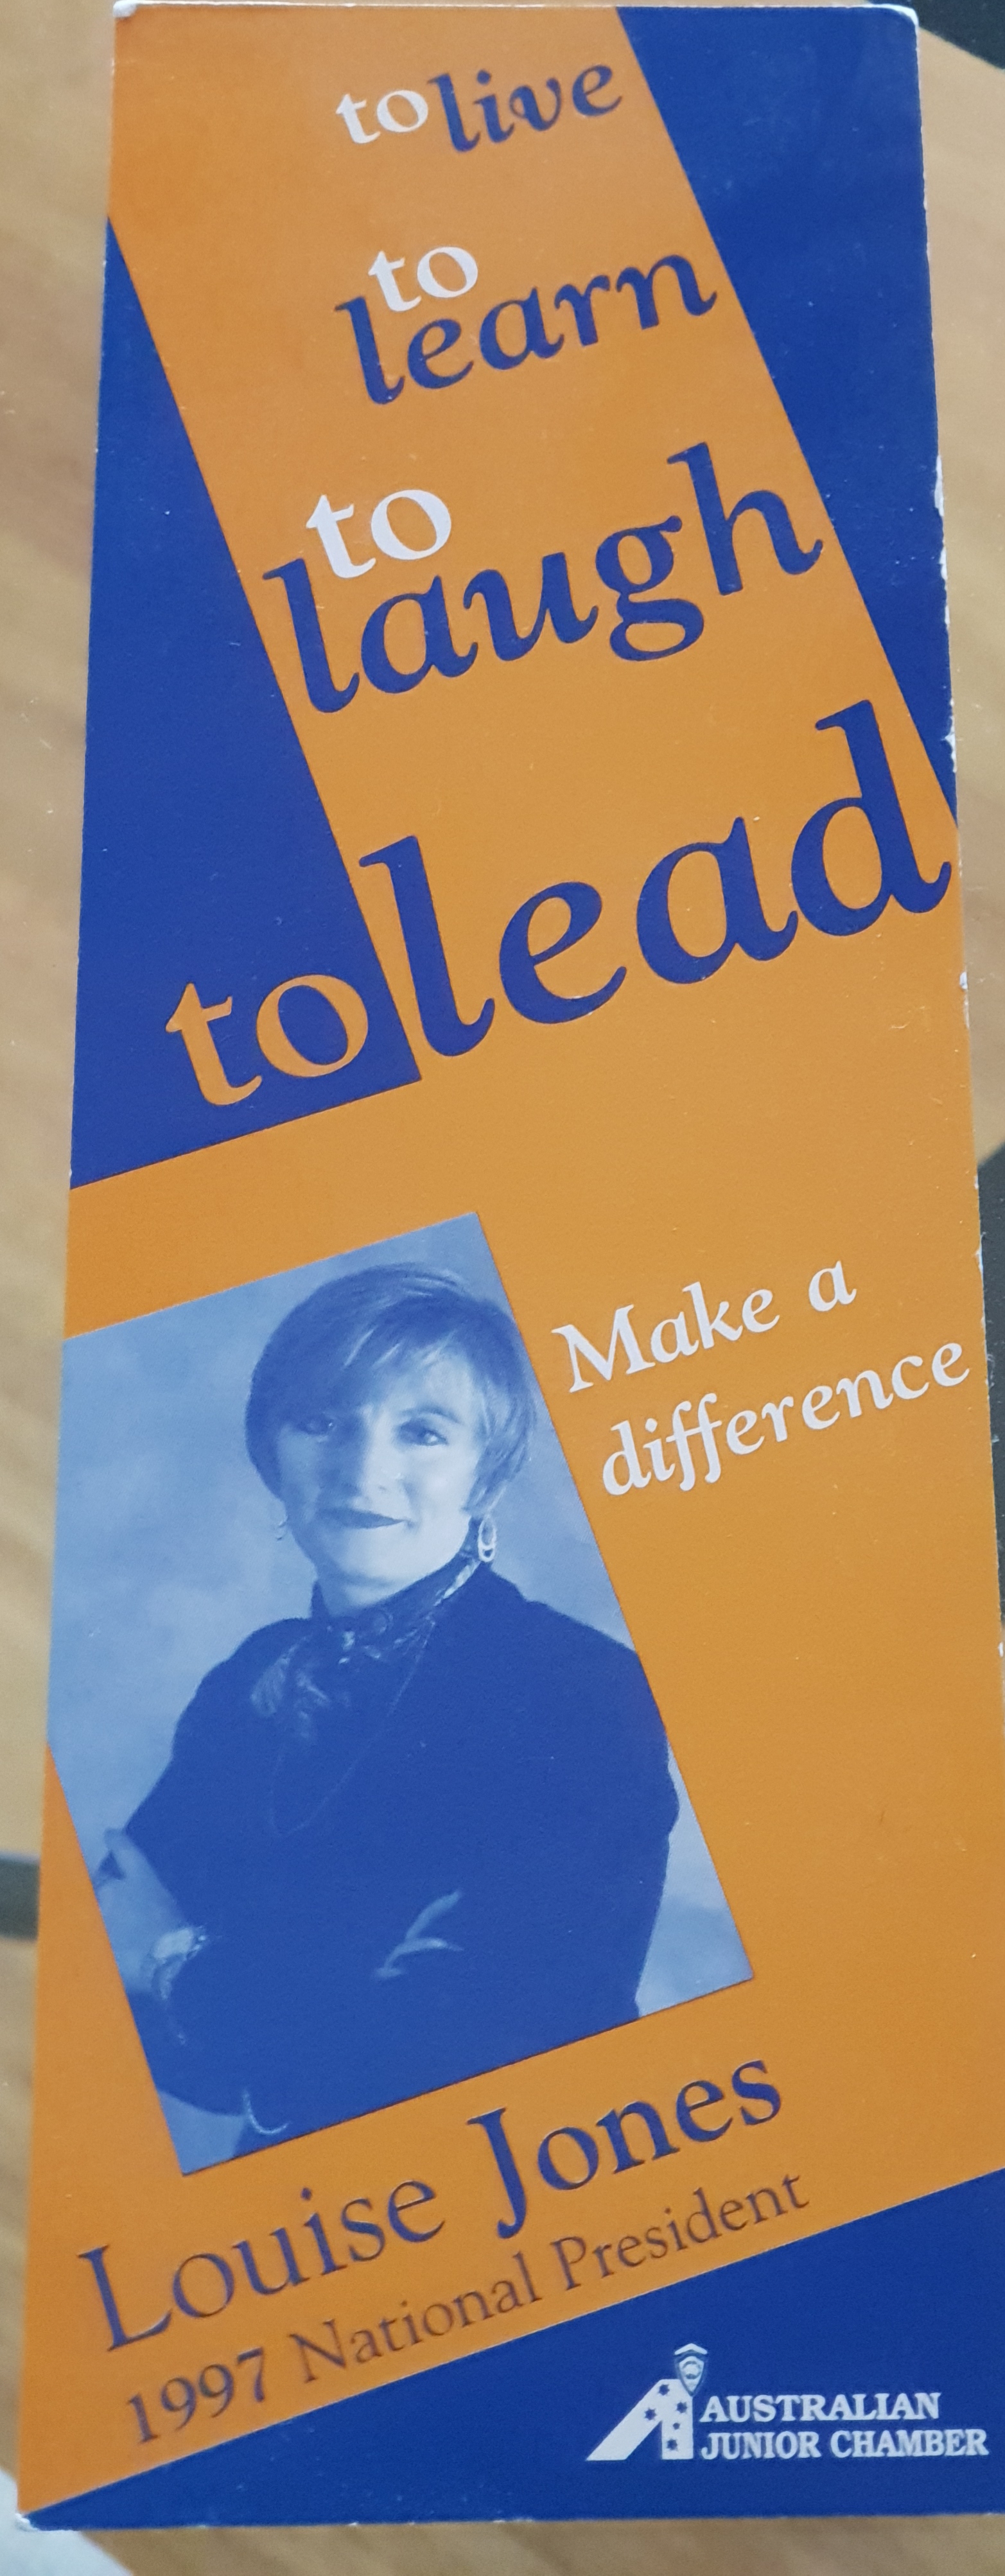 to live
to
learn
to
laugh
to lead
Make a
difference
Louise Jones
1997 National President
AUSTRALIAN
JUNIOR CHAMBER